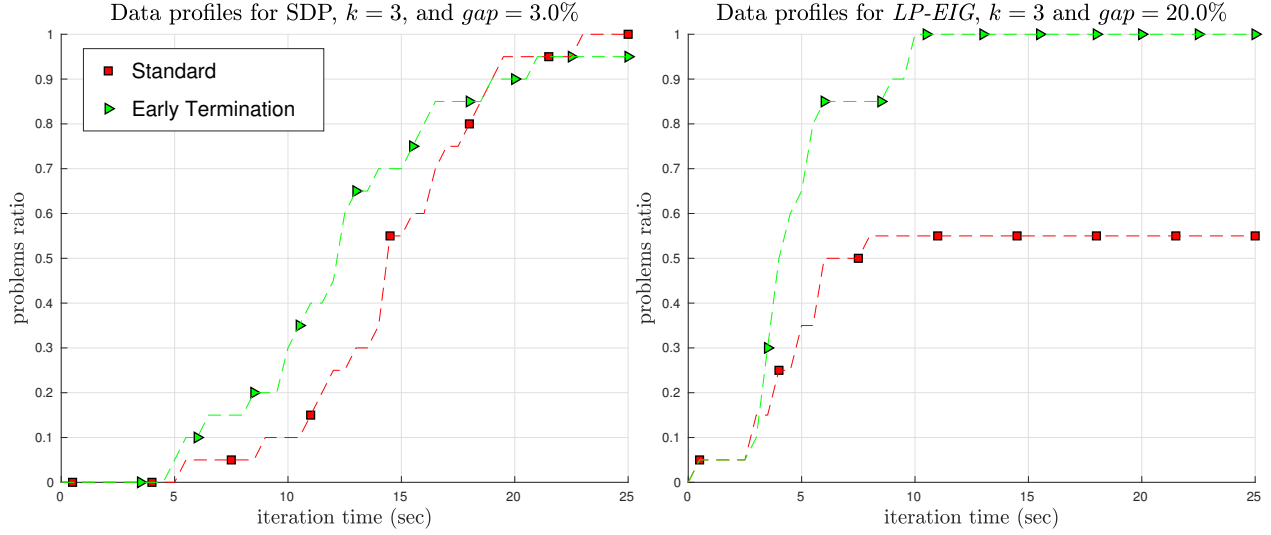 Data profiles for SDP, k = 3, and gap = 3.0%
1
0.9
0.8
0.7
0.6
0.5
0.4
0.3
0.2
0.1
0
problems ratio
Standard
Early Termination
0 5 10 15 20 25
iteration time (sec)
Data profiles for LP-EIG, k = 3 and gap = 20.0%
1
0.9
0.8
0.7
0.6
0.5
0.4
0.3
0.2
0.1
0
problems ratio
0 5 10 15 20 25
iteration time (sec)